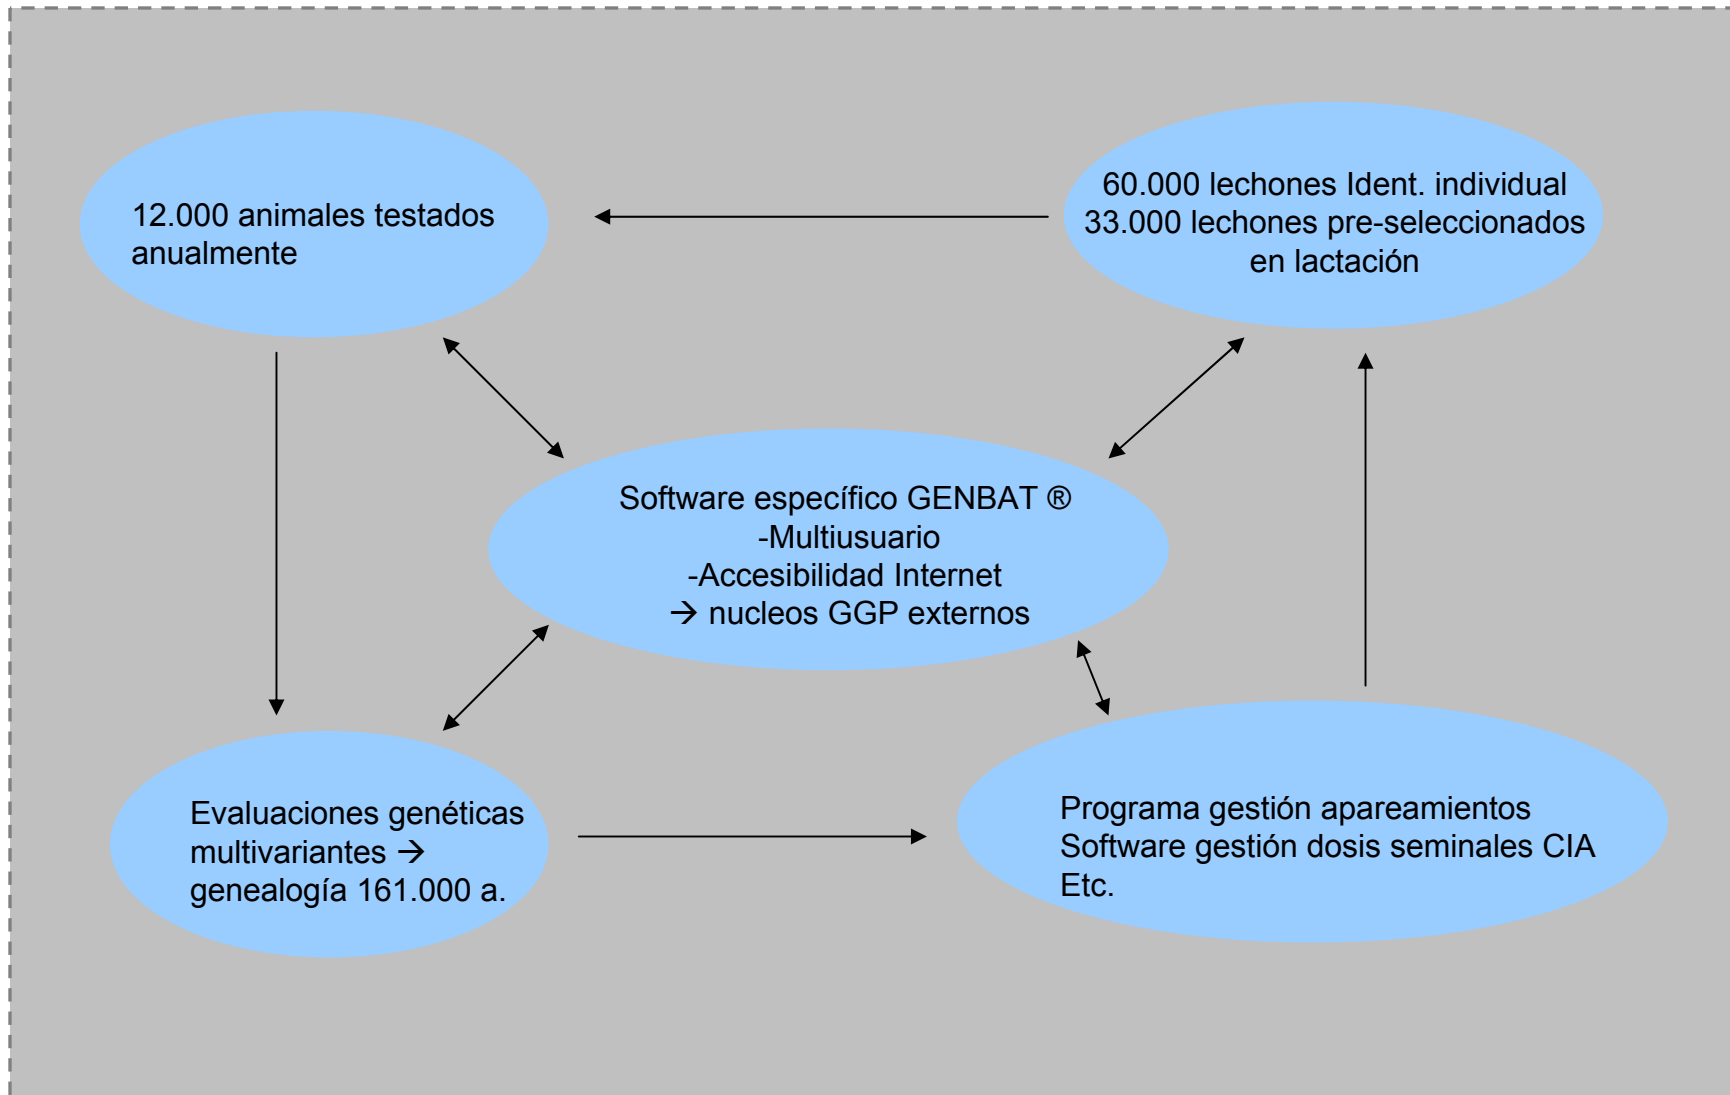 12.000 animales testados
anualmente
60.000 lechones Ident. individual
33.000 lechones pre-seleccionados
en lactación
Software específico GENBAT ®
-Multiusuario
-Accesibilidad Internet
→ nucleos GGP externos
Evaluaciones genéticas
multivariantes →
genealogía 161.000 a.
Programa gestión apareamientos
Software gestión dosis seminales CIA
Etc.